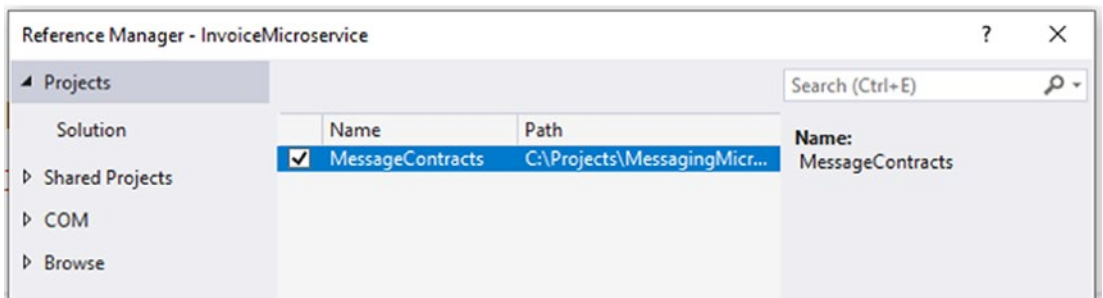 Reference Manager - InvoiceMicroservice
?
Projects
Search (Ctrl+E)
Solution
Name
Path
Name:
MessageContracts
C:\Projects\MessagingMicr...
MessageContracts
Shared Projects
COM
Browse